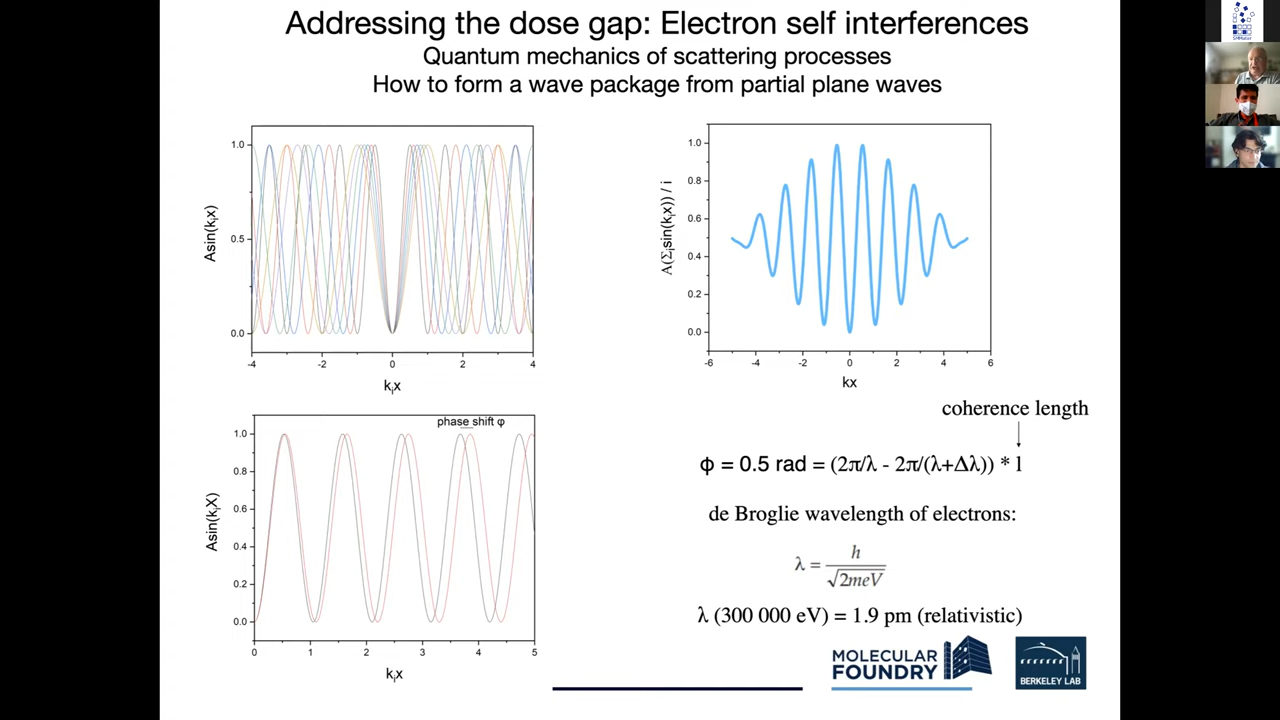 Addressing the dose gap: Electron self interferences
Quantum mechanics of scattering processes
How to form a wave package from partial plane waves
1.0
0.5
0.0
-4
-2
0
2
4
Asin(kᵢx)
kᵢx
1.0
0.8
0.6
0.4
0.2
0.0
-6
-4
-2
0
2
4
6
A(Σᵢsin(kᵢx)) / i
kx
phase shift φ
1.0
0.8
0.6
0.4
0.2
0.0
0
1
2
3
4
5
Asin(kᵢX)
kᵢx
coherence length
ϕ = 0.5 rad = (2π/λ - 2π/(λ+Δλ)) * l
de Broglie wavelength of electrons:
λ = h / √2meV
λ (300 000 eV) = 1.9 pm (relativistic)
MOLECULAR
FOUNDRY
BERKELEY LAB